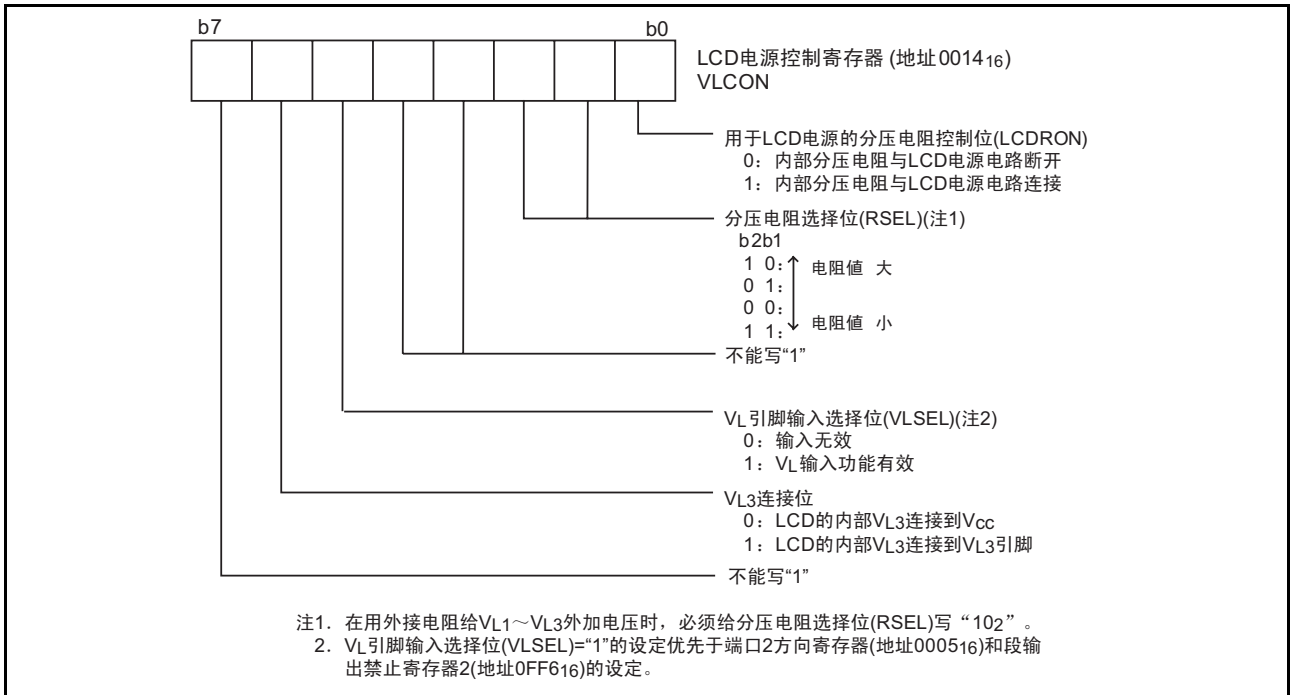 b7 b0
LCD电源控制寄存器 (地址0014₁₆)
VLCON
用于LCD电源的分压电阻控制位(LCDRON)
0：内部分压电阻与LCD电源电路断开
1：内部分压电阻与LCD电源电路连接
分压电阻选择位(RSEL)(注1)
b2b1
1 0： 电阻値 大
0 1：
0 0：
1 1： 电阻値 小
不能写“1”
VL引脚输入选择位(VLSEL)(注2)
0：输入无效
1：VL输入功能有效
VL3连接位
0：LCD的内部VL3连接到Vcc
1：LCD的内部VL3连接到VL3引脚
不能写“1”
注1．在用外接电阻给VL1～VL3外加电压时，必须给分压电阻选择位(RSEL)写“10₂”。
2．VL引脚输入选择位(VLSEL)=“1”的设定优先于端口2方向寄存器(地址0005₁₆)和段输
出禁止寄存器2(地址0FF6₁₆)的设定。